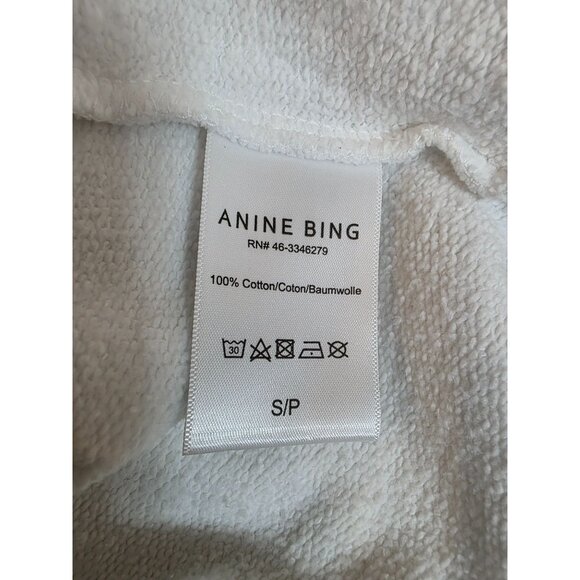 ANINE BING
RN# 46-3346279
100% Cotton/Coton/Baumwolle
30
S/P